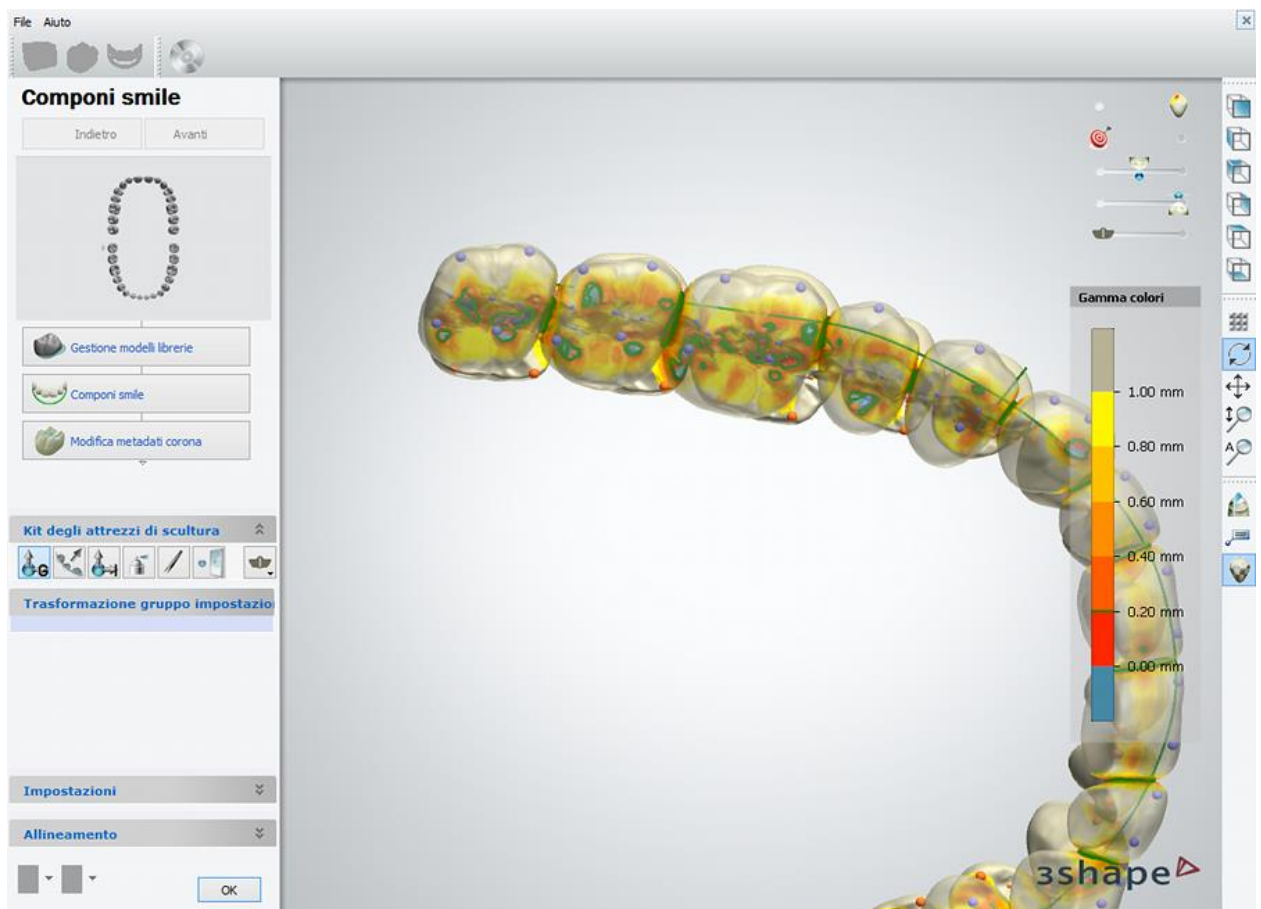 File Aiuto
Componi smile
Indietro Avanti
Gestione modelli librerie
Componi smile
Modifica metadati corona
Kit degli attrezzi di scultura
G
Trasformazione gruppo impostazio
Impostazioni
Allineamento
OK
Gamma colori
1.00 mm
0.80 mm
0.60 mm
0.40 mm
0.20 mm
0.00 mm
A
3shape